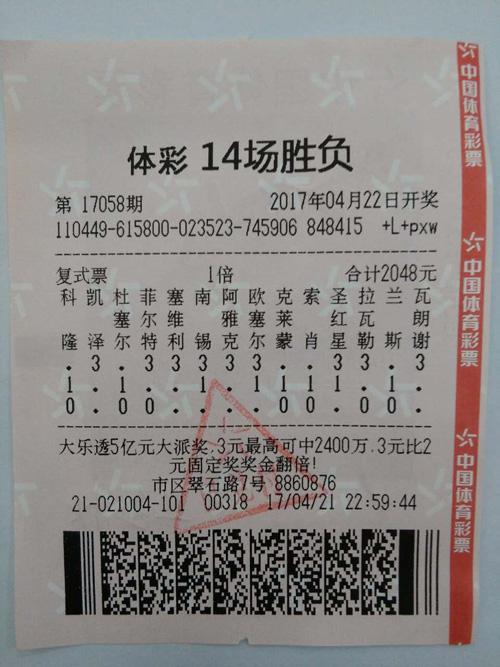 中国体育彩票
中国体育彩票
中国体育彩票
体彩 14场胜负
第 17058期 2017年04月22日开奖
110449-615800-023523-745906 848415 +L+pxw
复式票 1倍 合计2048元
科 凯 杜 菲 塞 南 阿 欧 克 索 圣 拉 兰 瓦
塞 尔 维 雅 塞 莱 红 瓦 朗
隆 泽 尔 特 利 锡 克 尔 蒙 肖 星 勒 斯 谢
. 3 . 3 3 3 3 3 . . 3 . 3 3
1 . 1 . . . . 1 1 1 . 1 1 .
0 . 0 0 . . . . 0 0 0 0 . 0
大乐透5亿元大派奖,3元最高可中2400万,3元比2
元固定奖奖金翻倍!
市区翠石路7号 8860876
21-021004-101 00318 17/04/21 22:59:44